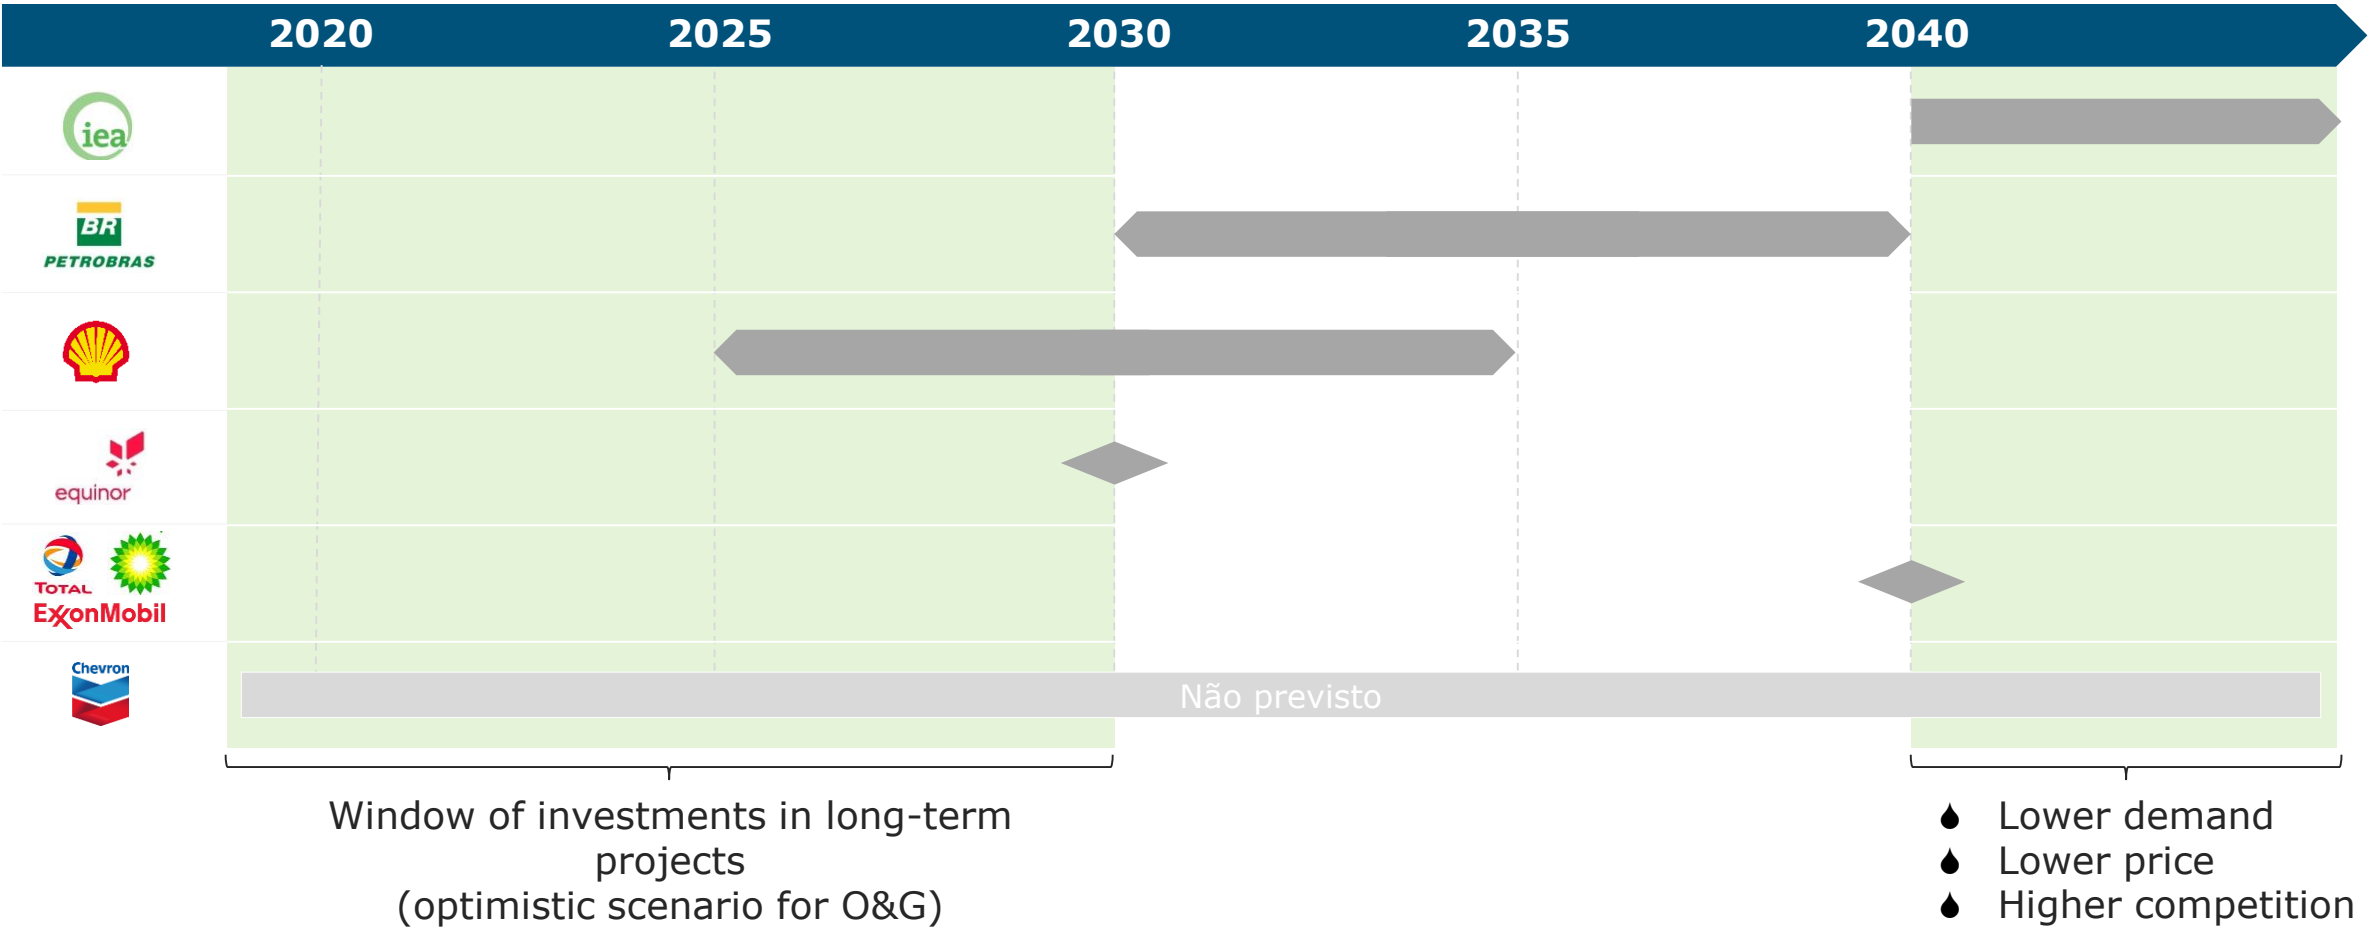 2020 2025 2030 2035 2040
iea
BR
PETROBRAS
equinor
TOTAL
ExxonMobil
Chevron
Não previsto
Window of investments in long-term
projects
(optimistic scenario for O&G)
Lower demand
Lower price
Higher competition